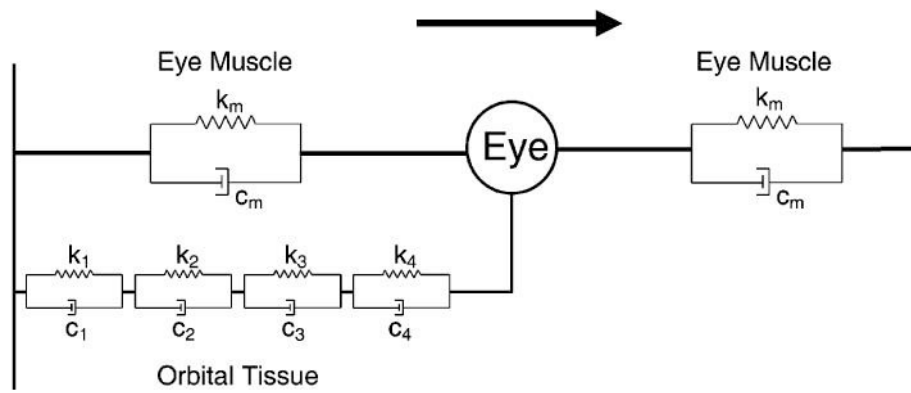 Eye Muscle
Eye Muscle
kₘ
kₘ
Eye
cₘ
cₘ
k₁
k₂
k₃
k₄
c₁
c₂
c₃
c₄
Orbital Tissue